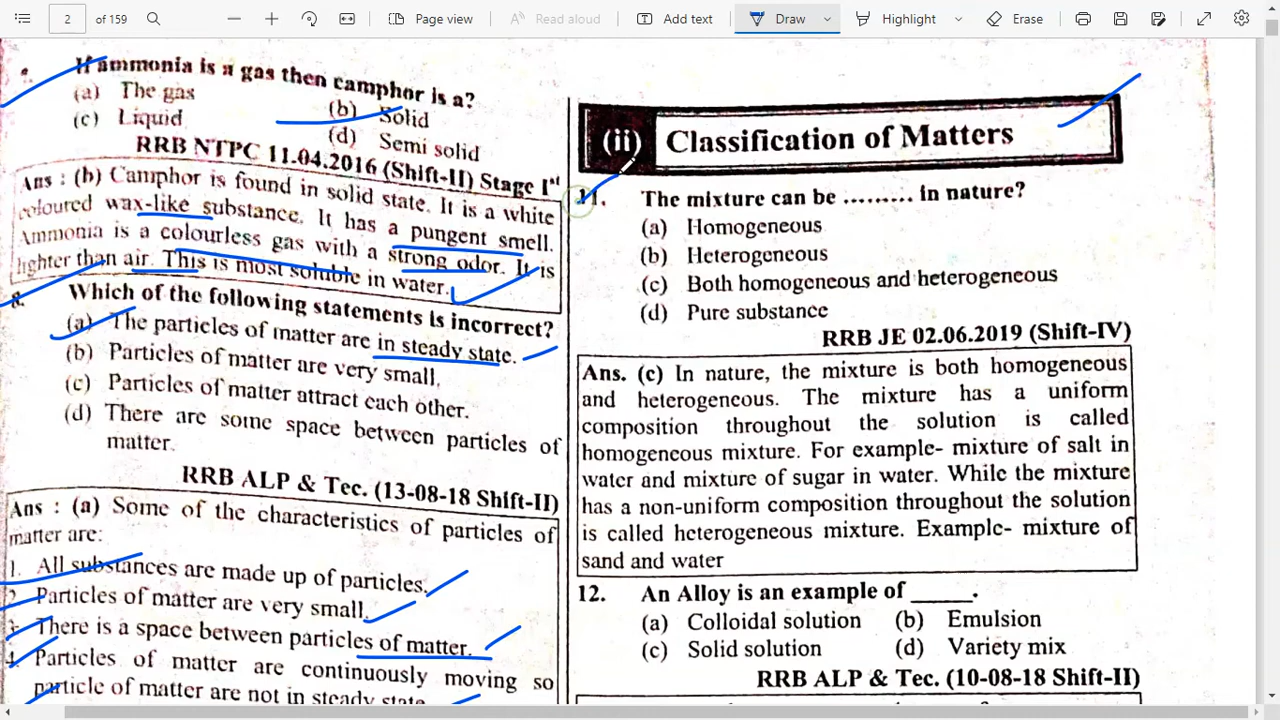 2
of 159
Page view
Read aloud
Add text
Draw
Highlight
Erase
If ammonia is a gas then camphor is a?
(a) The gas
(b) Solid
(c) Liquid
(d) Semi solid
RRB NTPC 11.04.2016 (Shift-II) Stage Ist
Ans : (b) Camphor is found in solid state. It is a white
coloured wax-like substance. It has a pungent smell.
Ammonia is a colourless gas with a strong odor. It is
lighter than air. This is most soluble in water.
8. Which of the following statements is incorrect?
(a) The particles of matter are in steady state.
(b) Particles of matter are very small.
(c) Particles of matter attract each other.
(d) There are some space between particles of
matter.
RRB ALP & Tec. (13-08-18 Shift-II)
Ans : (a) Some of the characteristics of particles of
matter are:
1. All substances are made up of particles.
2. Particles of matter are very small.
3. There is a space between particles of matter.
4. Particles of matter are continuously moving so
particle of matter are not in steady state.
(ii) Classification of Matters
11. The mixture can be ......... in nature?
(a) Homogeneous
(b) Heterogeneous
(c) Both homogeneous and heterogeneous
(d) Pure substance
RRB JE 02.06.2019 (Shift-IV)
Ans. (c) In nature, the mixture is both homogeneous
and heterogeneous. The mixture has a uniform
composition throughout the solution is called
homogeneous mixture. For example- mixture of salt in
water and mixture of sugar in water. While the mixture
has a non-uniform composition throughout the solution
is called heterogeneous mixture. Example- mixture of
sand and water
12. An Alloy is an example of _____.
(a) Colloidal solution (b) Emulsion
(c) Solid solution (d) Variety mix
RRB ALP & Tec. (10-08-18 Shift-II)